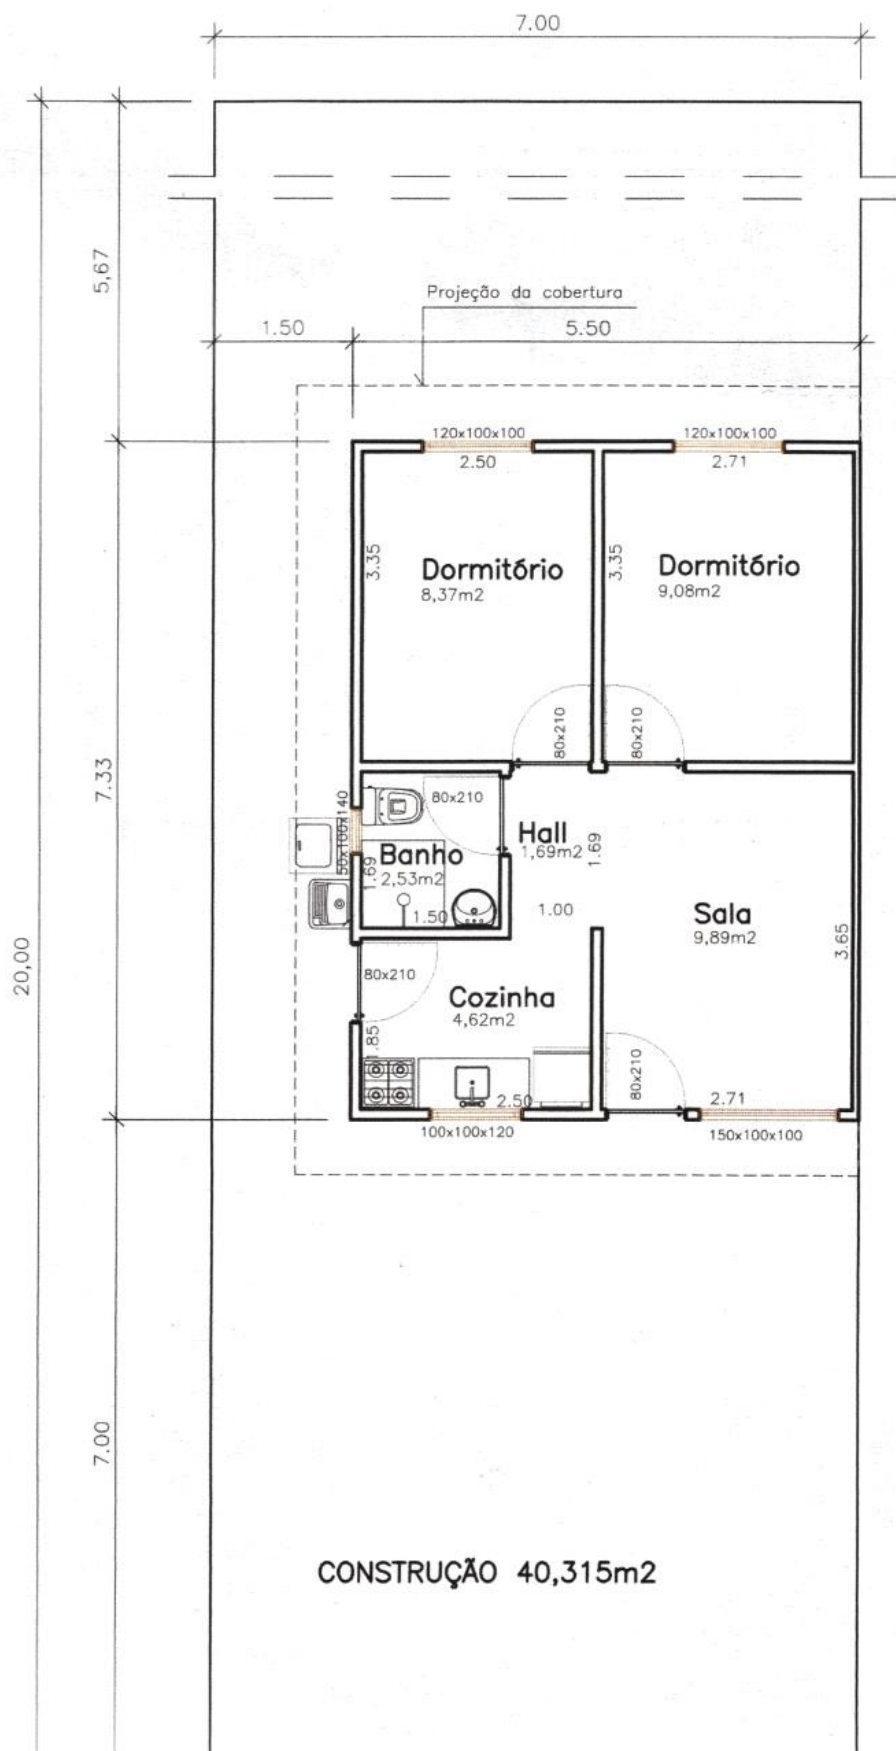 7.00
5,67
Projeção da cobertura
1.50
5.50
120x100x100
120x100x100
2.50
2.71
3.35
Dormitório
8,37m2
3.35
Dormitório
9,08m2
80x210
80x210
7.33
80x210
50x100x140
Hall
1,69m2
1.69
Banho
2,53m2
1.69
1.50
1.00
Sala
9,89m2
3.65
20,00
80x210
Cozinha
4,62m2
1.85
80x210
2.50
2.71
100x100x120
150x100x100
7.00
CONSTRUÇÃO 40,315m2